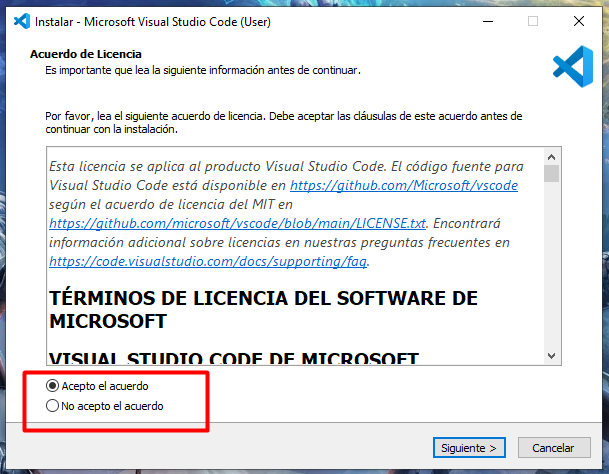 Instalar - Microsoft Visual Studio Code (User)
Acuerdo de Licencia
Es importante que lea la siguiente información antes de continuar.
Por favor, lea el siguiente acuerdo de licencia. Debe aceptar las cláusulas de este acuerdo antes de
continuar con la instalación.
Esta licencia se aplica al producto Visual Studio Code. El código fuente para
Visual Studio Code está disponible en https://github.com/Microsoft/vscode
según el acuerdo de licencia del MIT en
https://github.com/microsoft/vscode/blob/main/LICENSE.txt. Encontrará
información adicional sobre licencias en nuestras preguntas frecuentes en
https://code.visualstudio.com/docs/supporting/faq.
TÉRMINOS DE LICENCIA DEL SOFTWARE DE
MICROSOFT
VISUAL STUDIO CODE DE MICROSOFT
Acepto el acuerdo
No acepto el acuerdo
Siguiente >
Cancelar